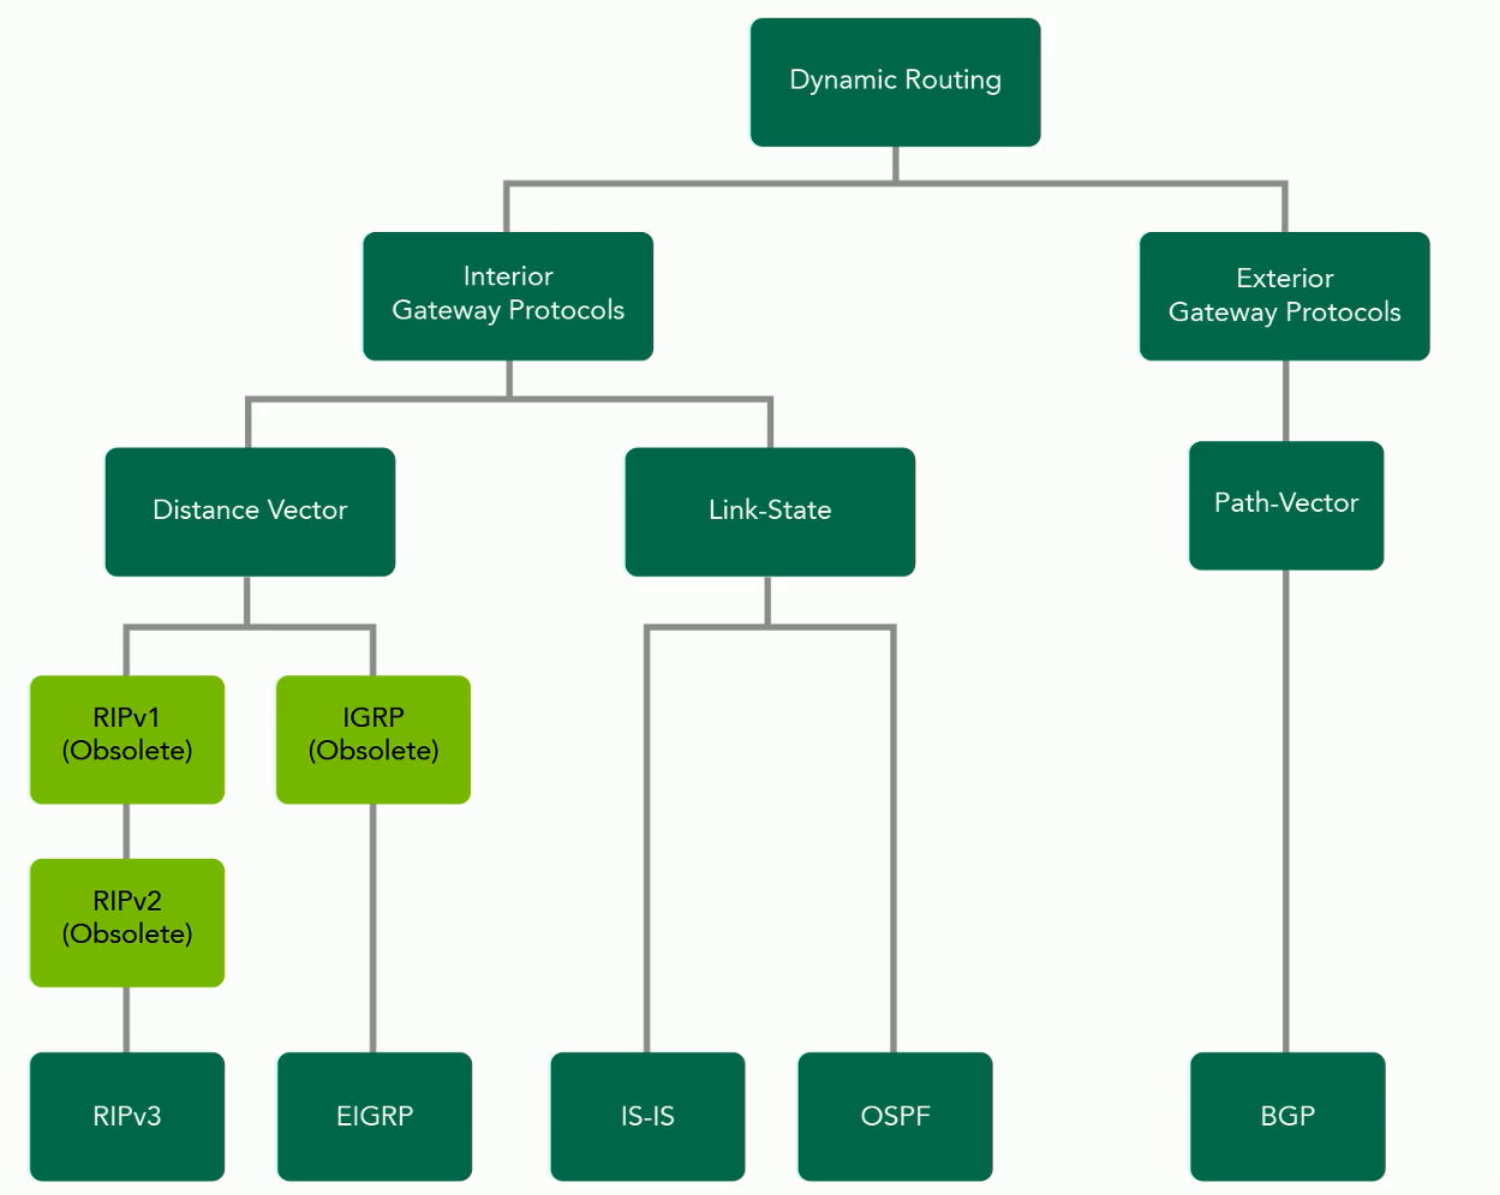 Dynamic Routing
Interior
Gateway Protocols
Exterior
Gateway Protocols
Distance Vector
Link-State
Path-Vector
RIPv1
(Obsolete)
IGRP
(Obsolete)
RIPv2
(Obsolete)
RIPv3
EIGRP
IS-IS
OSPF
BGP